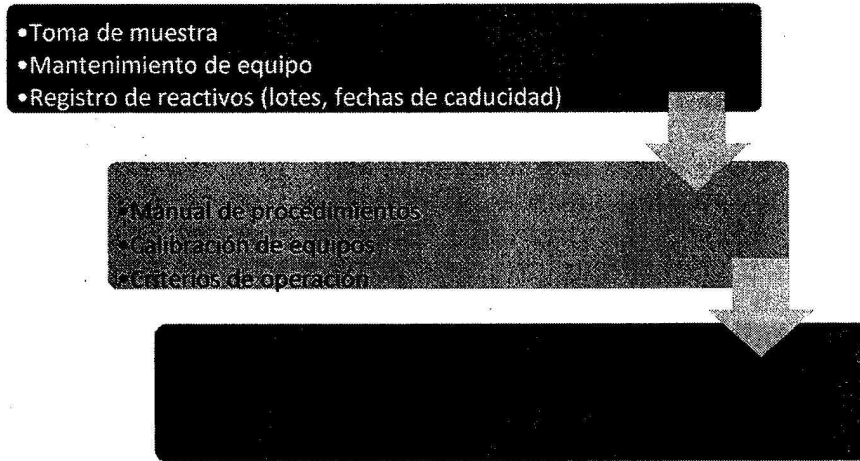 •Toma de muestra
•Mantenimiento de equipo
•Registro de reactivos (lotes, fechas de caducidad)
•Manual de procedimientos
•Calibración de equipos
•Criterios de operación